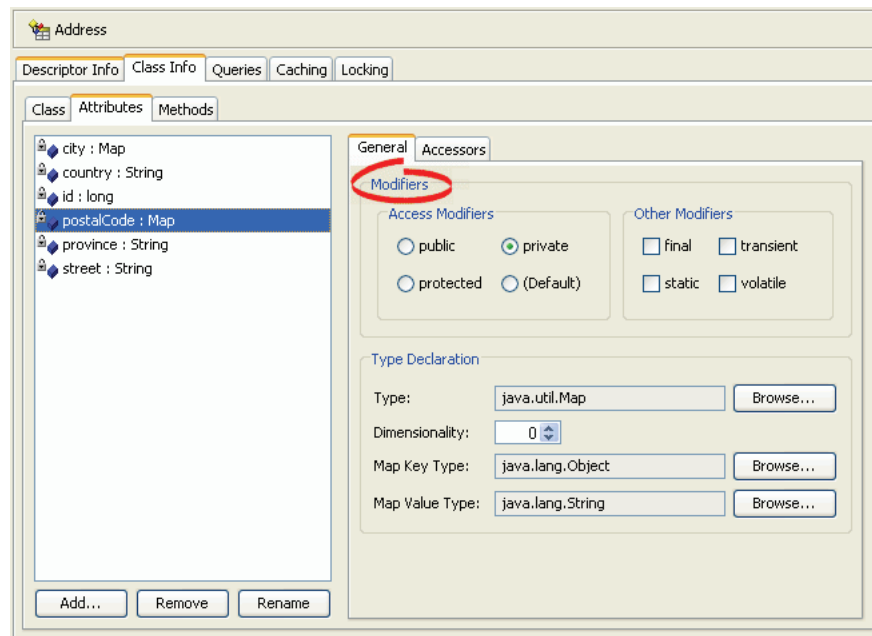 Address
Descriptor Info Class Info Queries Caching Locking
Class Attributes Methods
city : Map
country : String
id : long
postalCode : Map
province : String
street : String
Add... Remove Rename
General Accessors
Modifiers
Access Modifiers
public private
protected (Default)
Other Modifiers
final transient
static volatile
Type Declaration
Type: java.util.Map Browse...
Dimensionality: 0
Map Key Type: java.lang.Object Browse...
Map Value Type: java.lang.String Browse...